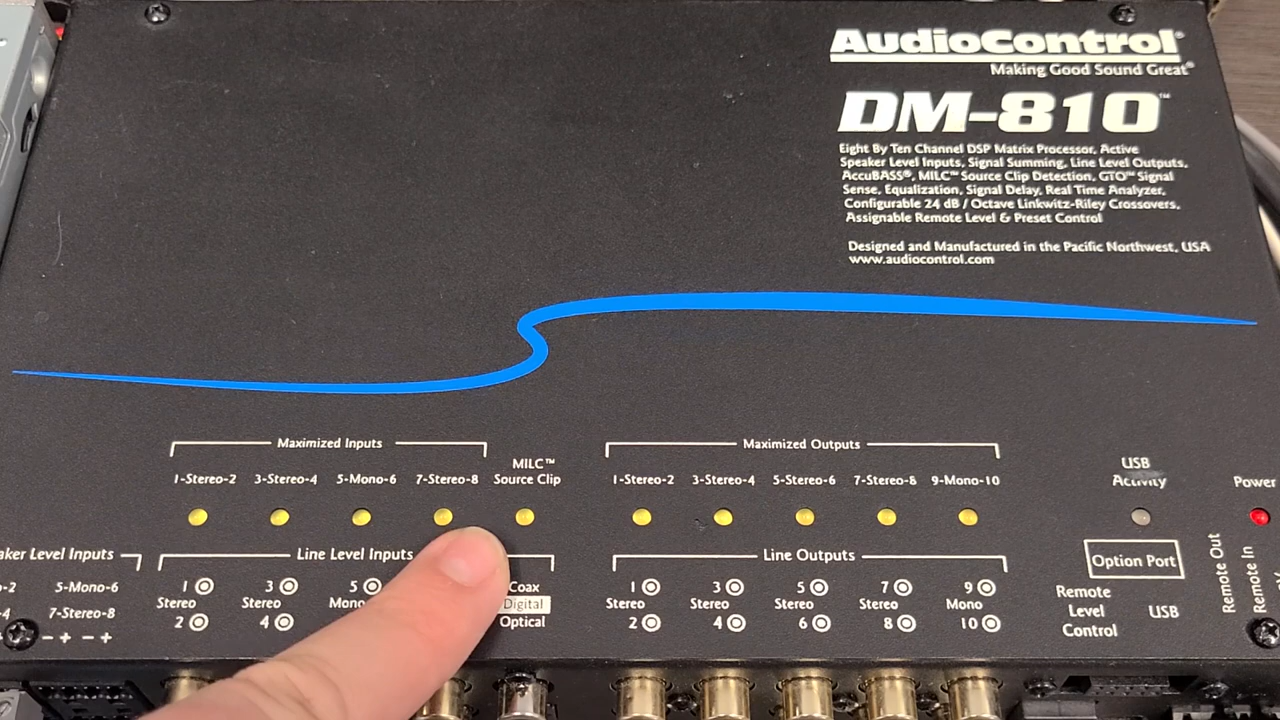 AudioControl®
Making Good Sound Great®
DM-810™
Eight By Ten Channel DSP Matrix Processor, Active
Speaker Level Inputs, Signal Summing, Line Level Outputs,
AccuBASS®, MILC™ Source Clip Detection, GTO™ Signal
Sense, Equalization, Signal Delay, Real Time Analyzer,
Configurable 24 dB / Octave Linkwitz-Riley Crossovers,
Assignable Remote Level & Preset Control
Designed and Manufactured in the Pacific Northwest, USA
www.audiocontrol.com
Maximized Inputs
1-Stereo-2 3-Stereo-4 5-Mono-6 7-Stereo-8
MILC™
Source Clip
Maximized Outputs
1-Stereo-2 3-Stereo-4 5-Stereo-6 7-Stereo-8 9-Mono-10
USB
Activity
Power
Level Inputs
5-Mono-6
7-Stereo-8
- + - +
Line Level Inputs
1 3 5
Stereo Stereo Mono
2 4
Coax
Digital
Optical
Line Outputs
1 3 5 7 9
Stereo Stereo Stereo Stereo Mono
2 4 6 8 10
Option Port
Remote
Level
Control
USB
Remote Out
Remote In